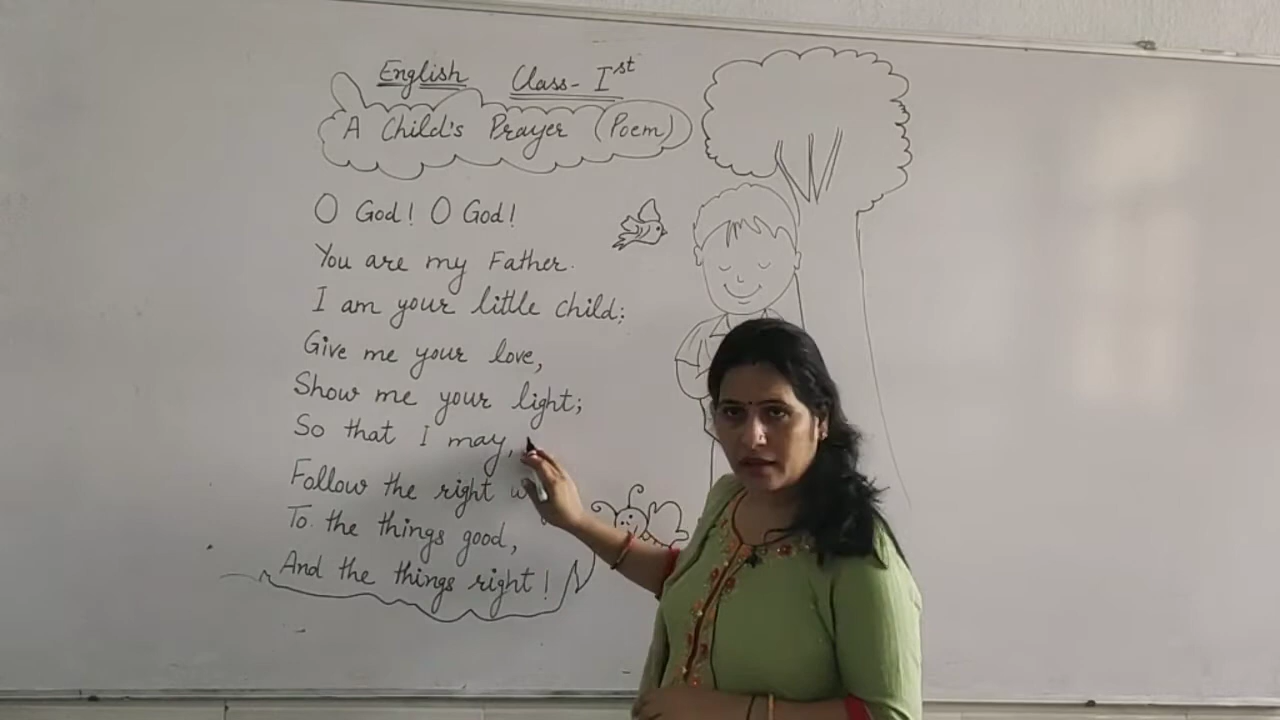 English Class- Ist
A Child's Prayer (Poem)
O God! O God!
You are my Father.
I am your little child;
Give me your love,
Show me your light;
So that I may,
Follow the right
To the things good,
And the things right!